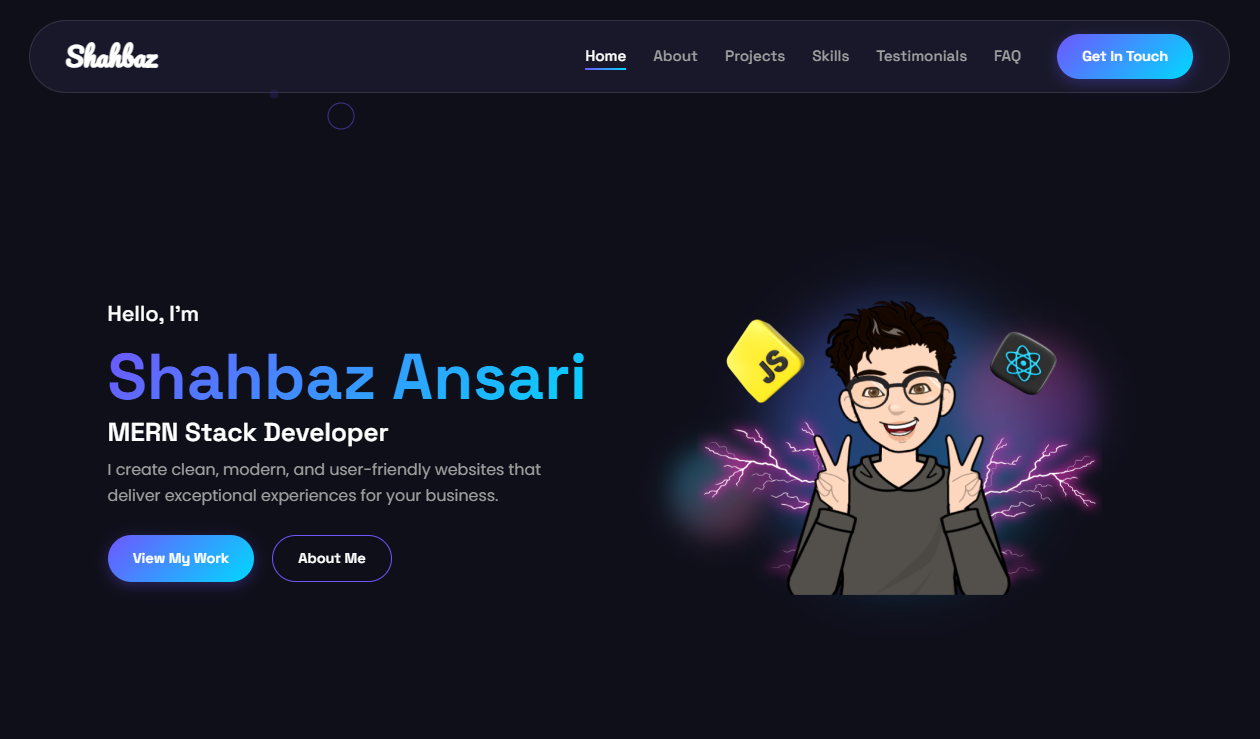 Shahbaz
Home About Projects Skills Testimonials FAQ Get In Touch
Hello, I'm
Shahbaz Ansari
MERN Stack Developer
I create clean, modern, and user-friendly websites that
deliver exceptional experiences for your business.
View My Work About Me
JS